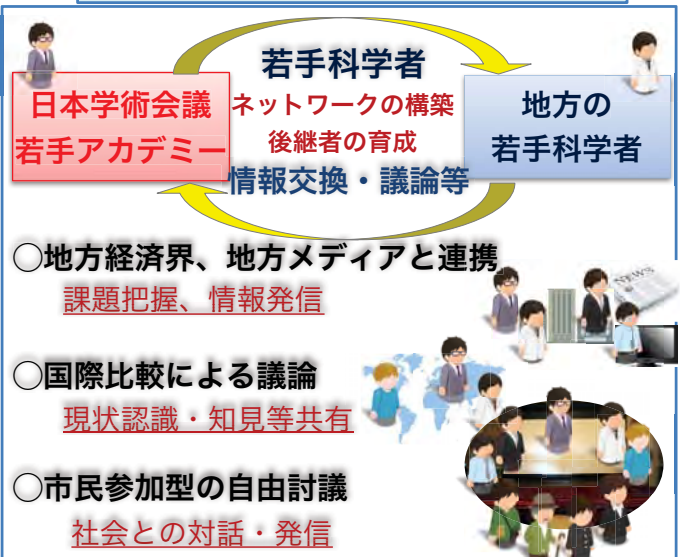 若手科学者
日本学術会議
若手アカデミー
ネットワークの構築
後継者の育成
情報交換・議論等
地方の
若手科学者
○地方経済界、地方メディアと連携
課題把握、情報発信
NEWS
○国際比較による議論
現状認識・知見等共有
○市民参加型の自由討議
社会との対話・発信